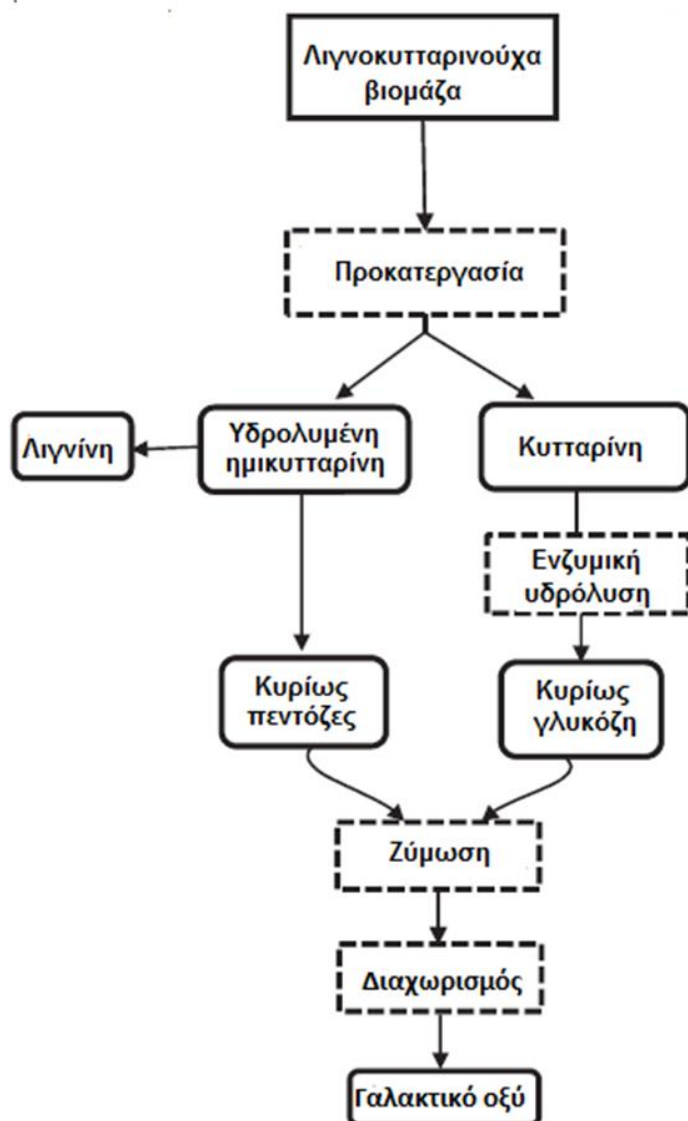 Λιγνοκυτταρινούχα
βιομάζα
Προκατεργασία
Λιγνίνη
Υδρολυμένη
ημικυτταρίνη
Κυτταρίνη
Ενζυμική
υδρόλυση
Κυρίως
πεντόζες
Κυρίως
γλυκόζη
Ζύμωση
Διαχωρισμός
Γαλακτικό οξύ